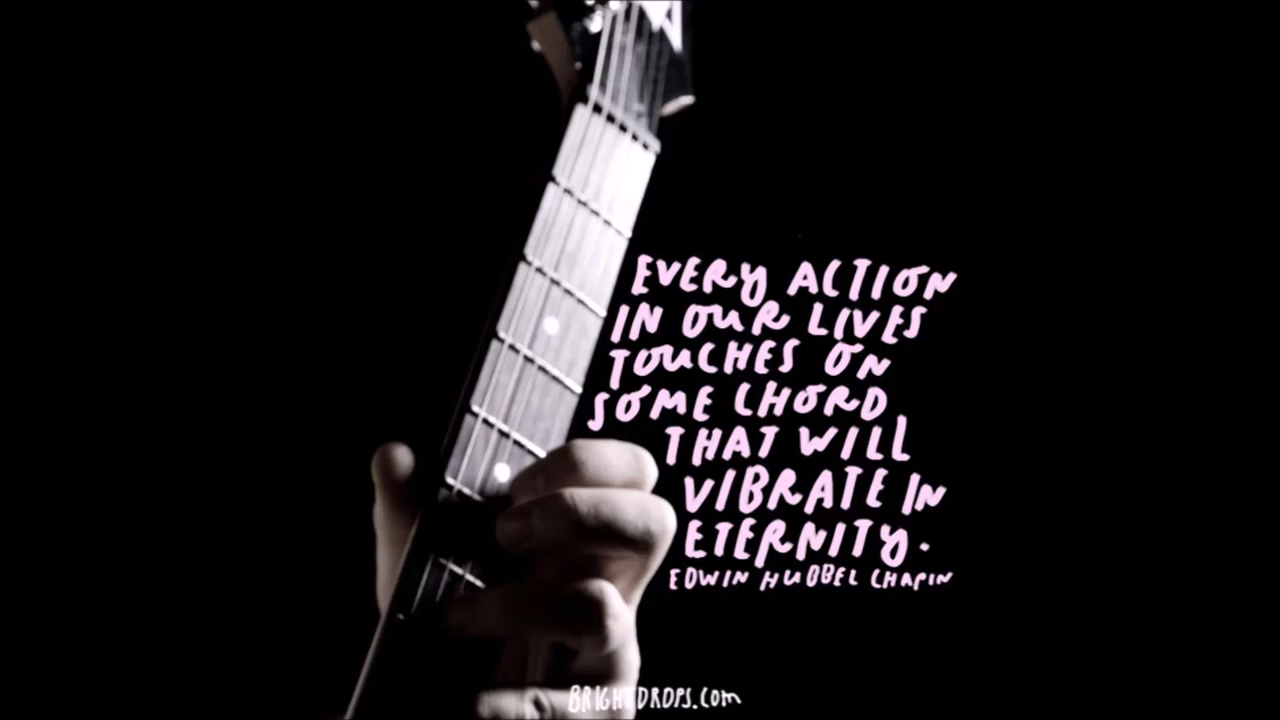 EVERY ACTION
IN OUR LIVES
TOUCHES ON
SOME CHORD
THAT WILL
VIBRATE IN
ETERNITY.
EDWIN HUBBEL CHAPIN
BRIGHTDROPS.COM